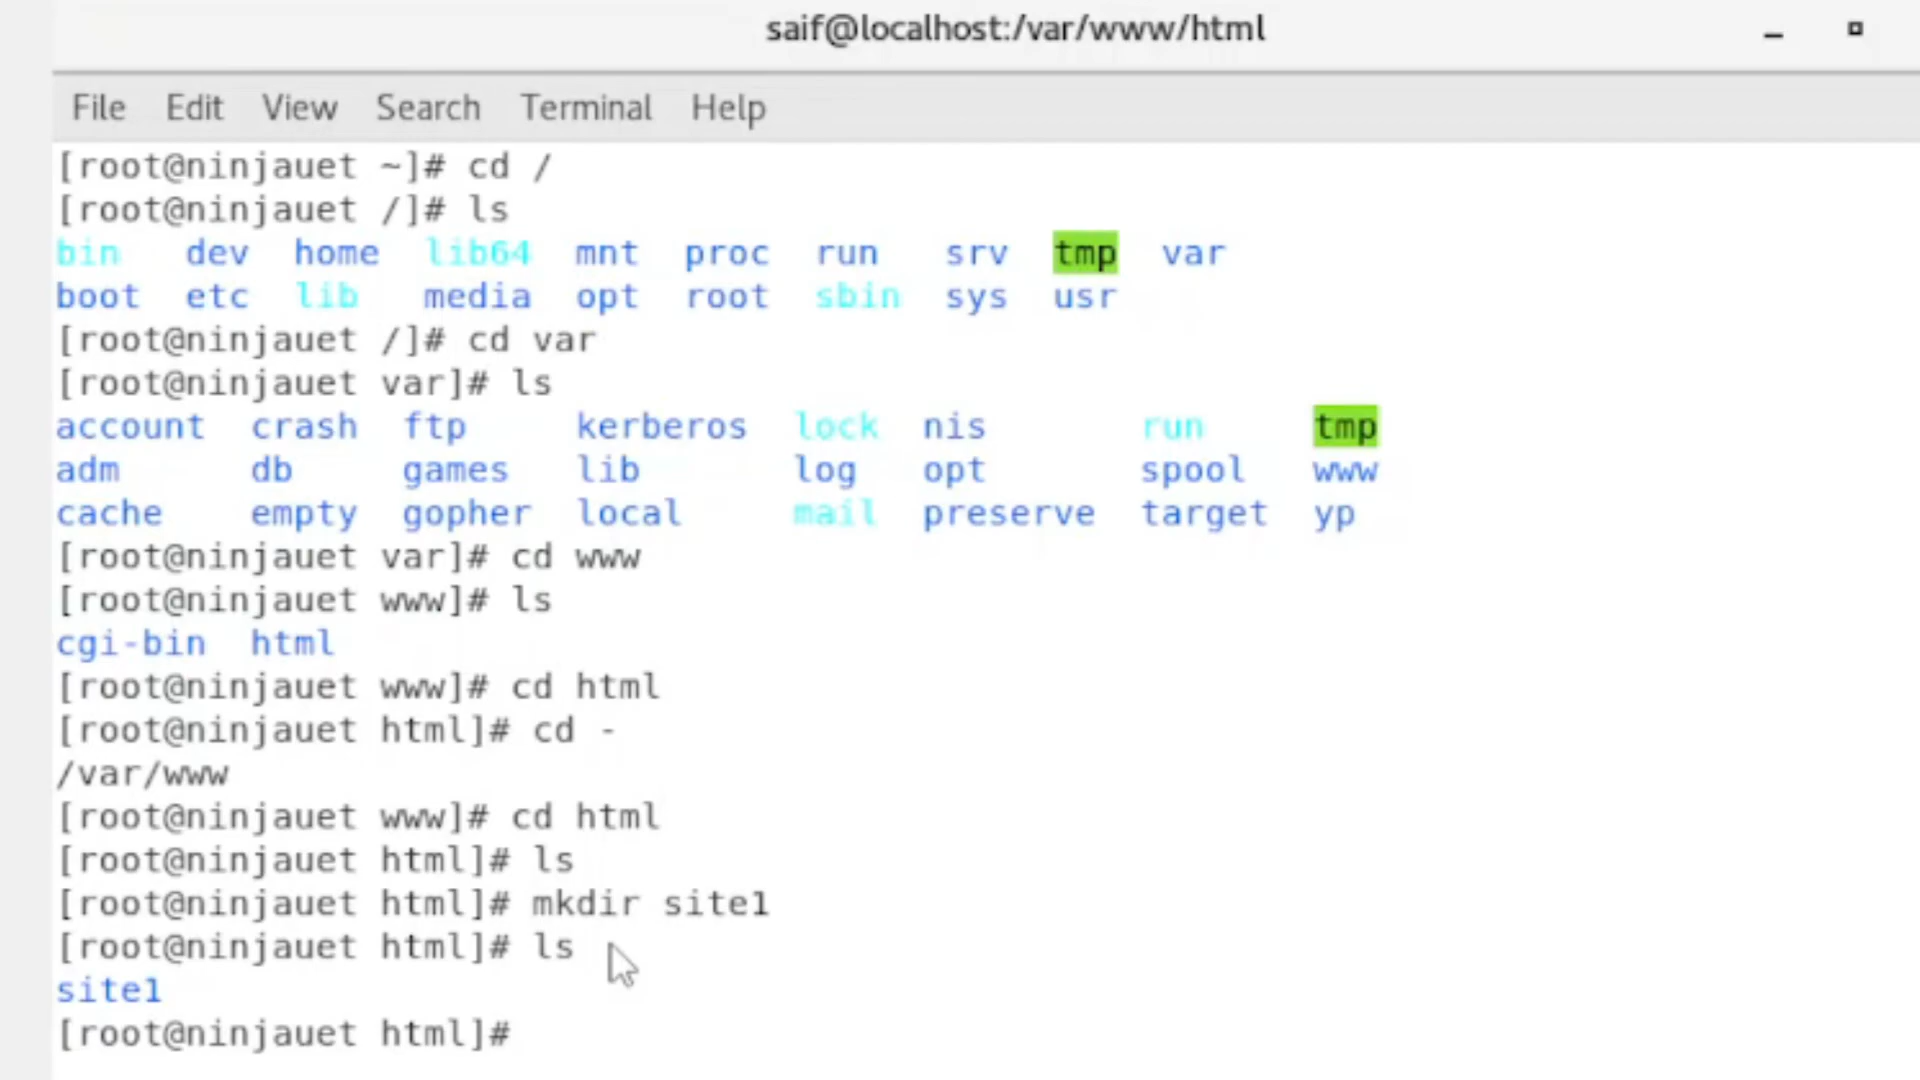 saif@localhost:/var/www/html
File Edit View Search Terminal Help
[root@ninjauet ~]# cd /
[root@ninjauet /]# ls
bin dev home lib64 mnt proc run srv tmp var
boot etc lib media opt root sbin sys usr
[root@ninjauet /]# cd var
[root@ninjauet var]# ls
account crash ftp kerberos lock nis run tmp
adm db games lib log opt spool www
cache empty gopher local mail preserve target yp
[root@ninjauet var]# cd www
[root@ninjauet www]# ls
cgi-bin html
[root@ninjauet www]# cd html
[root@ninjauet html]# cd -
/var/www
[root@ninjauet www]# cd html
[root@ninjauet html]# ls
[root@ninjauet html]# mkdir site1
[root@ninjauet html]# ls
site1
[root@ninjauet html]#